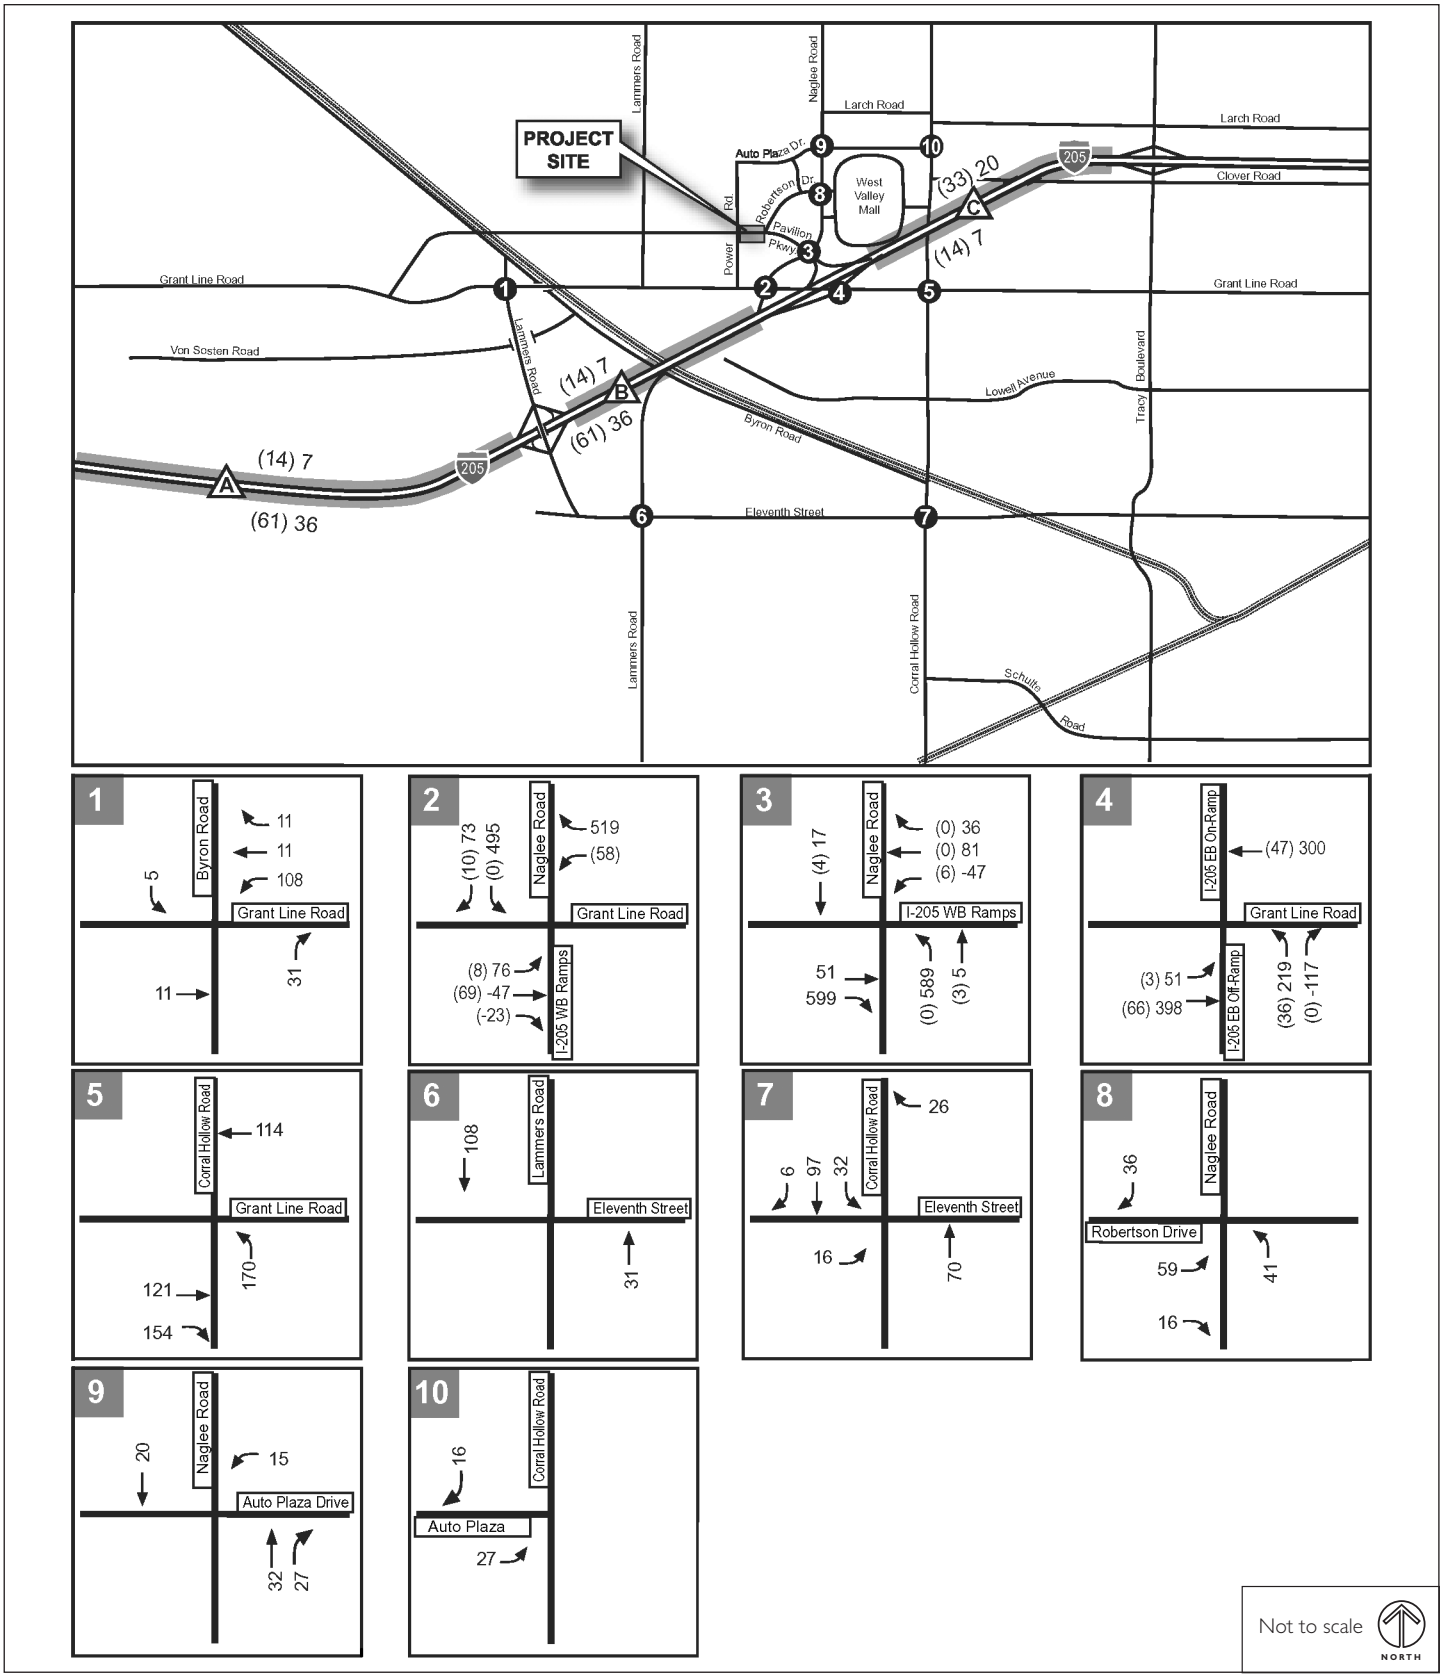 Lammers Road
Naglee Road
Larch Road
Larch Road
PROJECT
SITE
Auto Plaza Dr.
9
10
205
Clover Road
(33) 20
West
Valley
Mall
Robertson Dr.
8
Rd.
C
Pavilion
Pkwy.
3
(14) 7
Power
Grant Line Road
1
2
4
5
Grant Line Road
Lammers Road
Von Sosten Road
Tracy Boulevard
(14) 7
B
(61) 36
Lowell Avenue
Byron Road
(14) 7
205
A
(61) 36
6
Eleventh Street
7
Lammers Road
Corral Hollow Road
Schulte
Road
1
Byron Road
11
11
108
5
Grant Line Road
31
11
2
(10) 73
(0) 495
Naglee Road
519
(58)
Grant Line Road
(8) 76
(69) -47
(-23)
I-205 WB Ramps
3
(4) 17
Naglee Road
(0) 36
(0) 81
(6) -47
I-205 WB Ramps
51
599
(0) 589
(3) 5
4
I-205 EB On-Ramp
(47) 300
Grant Line Road
(3) 51
(66) 398
I-205 EB Off-Ramp
(36) 219
(0) -117
5
Corral Hollow Road
114
Grant Line Road
170
121
154
6
108
Lammers Road
Eleventh Street
31
7
Corral Hollow Road
26
6
97
32
Eleventh Street
16
70
8
36
Naglee Road
Robertson Drive
59
41
16
9
20
Naglee Road
15
Auto Plaza Drive
32
27
10
16
Corral Hollow Road
Auto Plaza
27
Not to scale
NORTH